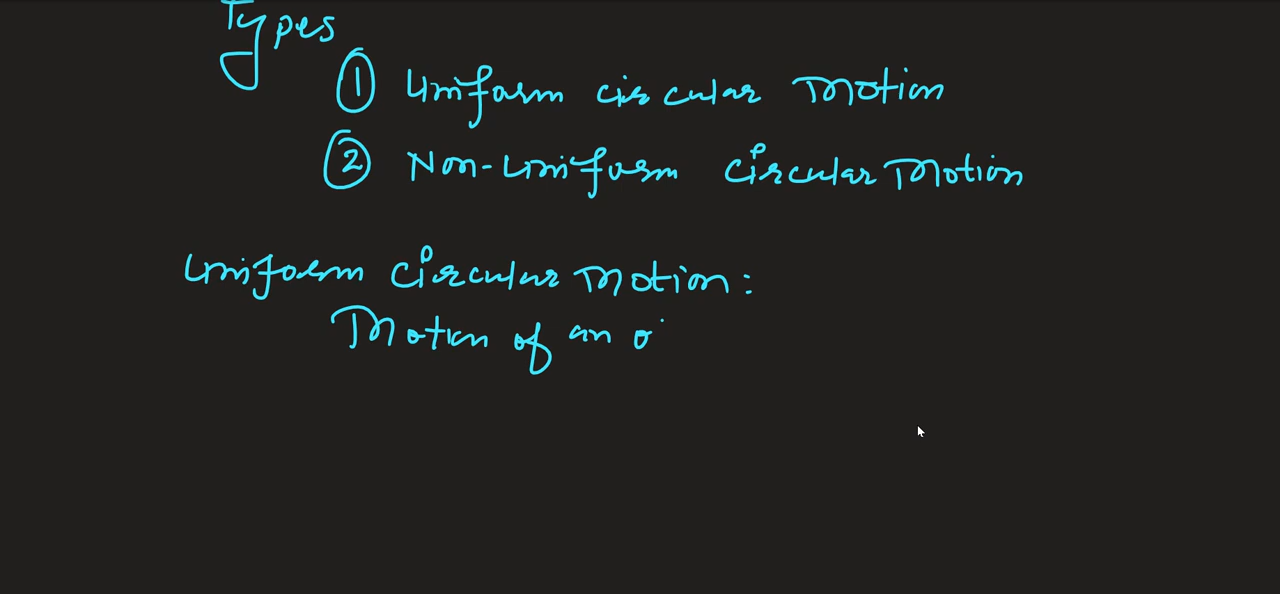 Types
① Uniform circular Motion
② Non-Uniform Circular Motion
Uniform Circular Motion:
Motion of an o